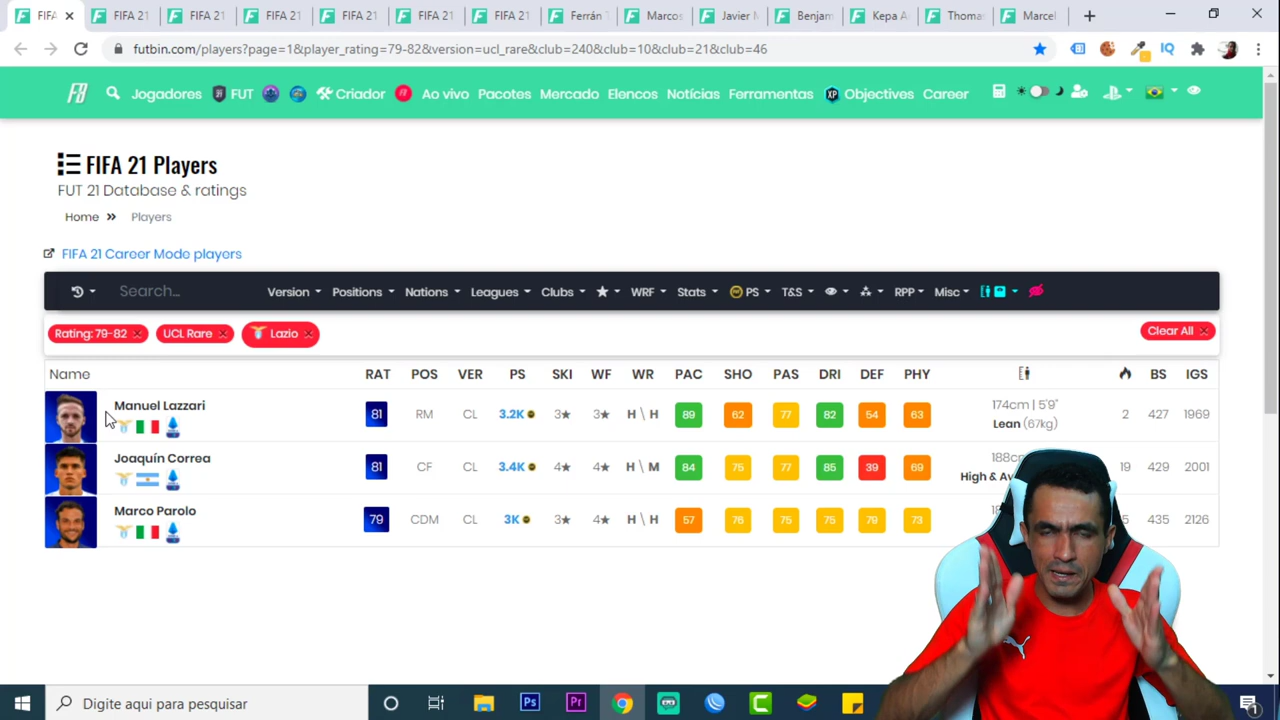 FIFA
FIFA 21
FIFA 21
FIFA 21
FIFA 21
FIFA 21
FIFA 21
Ferrán T
Marcos
Javier M
Benjam
Kepa A
Thoma
Marcel
futbin.com/players?page=1&player_rating=79-82&version=ucl_rare&club=240&club=10&club=21&club=46
IQ
Jogadores FUT Criador Ao vivo Pacotes Mercado Elencos Notícias Ferramentas XP Objectives Career
FIFA 21 Players
FUT 21 Database & ratings
Home » Players
FIFA 21 Career Mode players
Search... Version Positions Nations Leagues Clubs WRF Stats PS T&S RPP Misc
Rating: 79-82 UCL Rare Lazio Clear All
Name RAT POS VER PS SKI WF WR PAC SHO PAS DRI DEF PHY BS IGS
Manuel Lazzari 81 RM CL 3.2K 3★ 3★ H \ H 89 62 77 82 54 63 174cm | 5'9" Lean (67kg) 2 427 1969
Joaquín Correa 81 CF CL 3.4K 4★ 4★ H \ M 84 75 77 85 39 69 188cm High & Av 19 429 2001
Marco Parolo 79 CDM CL 3K 3★ 4★ H \ H 57 76 75 75 79 73 435 2126
Digite aqui para pesquisar
Ps
Pr